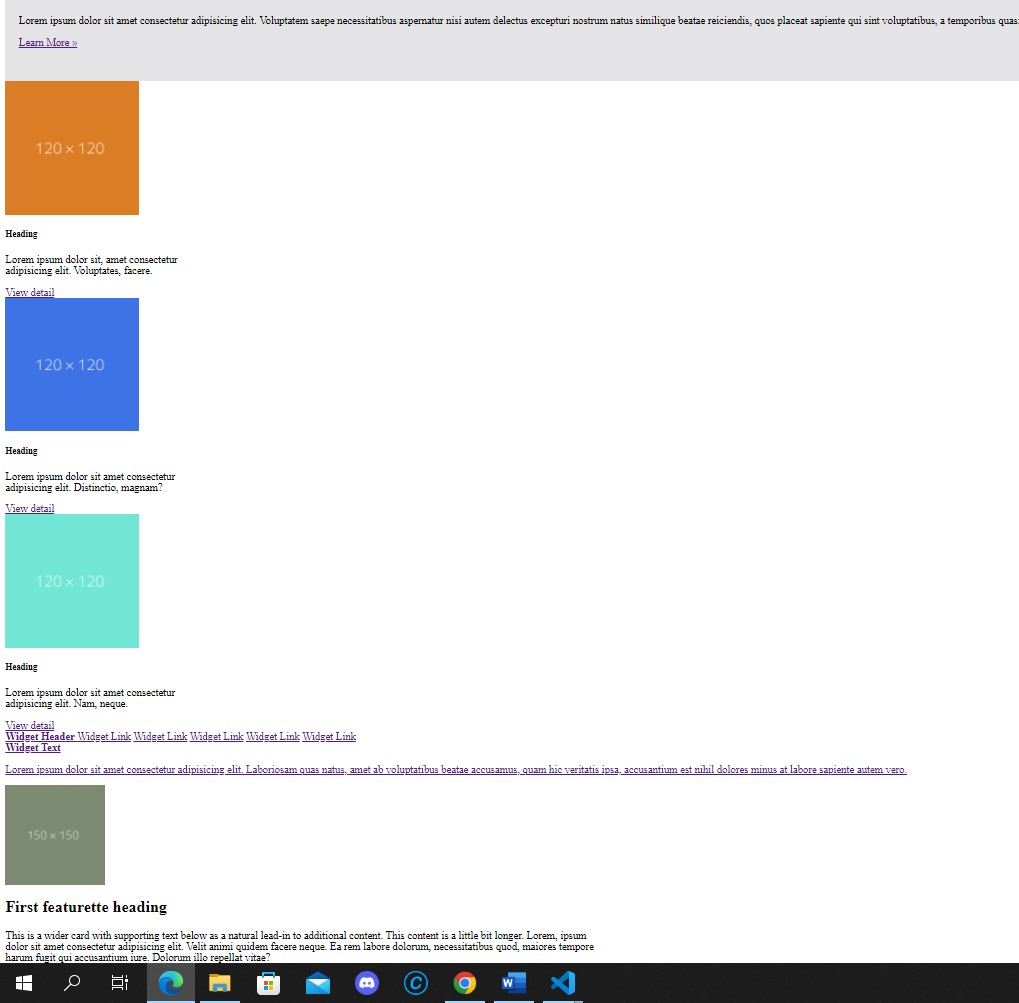 Lorem ipsum dolor sit amet consectetur adipisicing elit. Voluptatem saepe necessitatibus aspernatur nisi autem delectus excepturi nostrum natus similique beatae reiciendis, quos placeat sapiente qui sint voluptatibus, a temporibus quas
Learn More »
120 × 120
Heading
Lorem ipsum dolor sit, amet consectetur
adipisicing elit. Voluptates, facere.
View detail
120 × 120
Heading
Lorem ipsum dolor sit amet consectetur
adipisicing elit. Distinctio, magnam?
View detail
120 × 120
Heading
Lorem ipsum dolor sit amet consectetur
adipisicing elit. Nam, neque.
View detail
Widget Header Widget Link Widget Link Widget Link Widget Link Widget Link
Widget Text
Lorem ipsum dolor sit amet consectetur adipisicing elit. Laboriosam quas natus, amet ab voluptatibus beatae accusamus, quam hic veritatis ipsa, accusantium est nihil dolores minus at labore sapiente autem vero.
150 × 150
First featurette heading
This is a wider card with supporting text below as a natural lead-in to additional content. This content is a little bit longer. Lorem, ipsum
dolor sit amet consectetur adipisicing elit. Velit animi quidem facere neque. Ea rem labore dolorum, necessitatibus quod, maiores tempore
harum fugit qui accusantium iure. Dolorum illo repellat vitae?